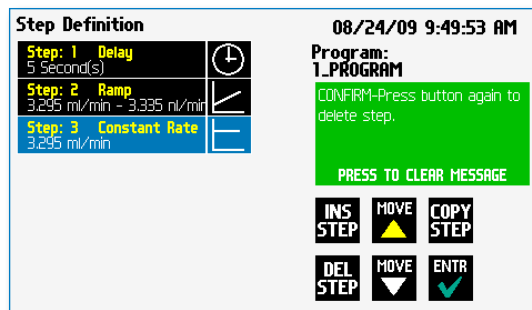 Step Definition
08/24/09 9:49:53 AM
Step: 1 Delay
5 Second(s)
Step: 2 Ramp
3.295 ml/min - 3.335 nl/min
Step: 3 Constant Rate
3.295 ml/min
Program:
1_PROGRAM
CONFIRM-Press button again to
delete step.
PRESS TO CLEAR MESSAGE
INS
STEP
MOVE
COPY
STEP
DEL
STEP
MOVE
ENTR